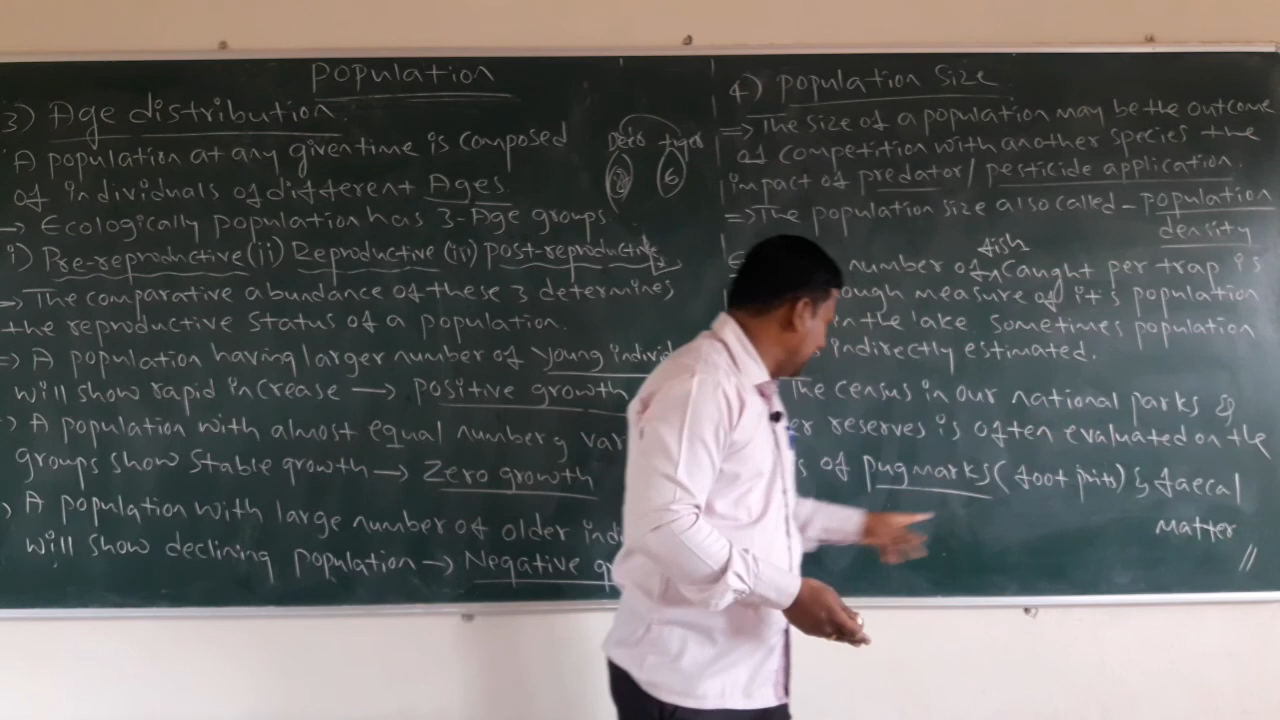 Population
3) Age distribution.
A population at any given time is composed
of individuals of different Ages.
→ Ecologically population has 3-Age groups.
i) Pre-reproductive (ii) Reproductive (iii) Post-reproductive
→ The comparative abundance of these 3 determines
the reproductive status of a population.
=) A population having larger number of young individ
will show rapid increase → positive growth
) A population with almost equal number of var
groups show stable growth → Zero growth
) A population with large number of older indi
will show declining population → Negative g
tiger
6
4) population size
=> The size of a population may be the outcome
of competition with another species the
impact of predator / pesticide application.
=> The population size also called - population
density
fish
number of caught per trap is
ough measure of it's population
in the lake. Sometimes population
indirectly estimated.
The census in our national parks &
er reserves is often evaluated on the
s of pugmarks (foot prits) & faecal
matter //